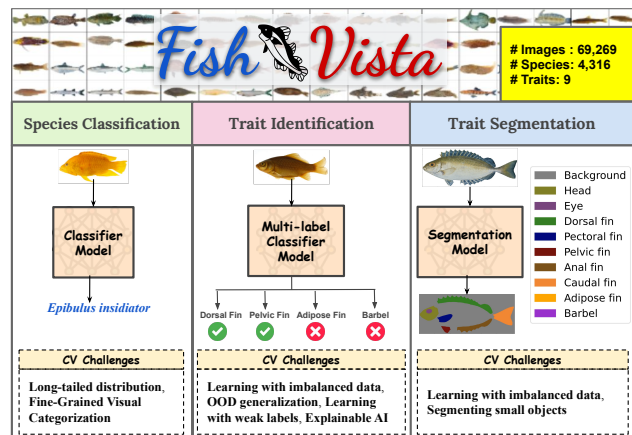 Fish Vista
# Images : 69,269
# Species: 4,316
# Traits: 9
Species Classification
Trait Identification
Trait Segmentation
Classifier
Model
Epibulus insidiator
Multi-label
Classifier
Model
Dorsal Fin Pelvic Fin Adipose Fin Barbel
Segmentation
Model
Background
Head
Eye
Dorsal fin
Pectoral fin
Pelvic fin
Anal fin
Caudal fin
Adipose fin
Barbel
CV Challenges
Long-tailed distribution,
Fine-Grained Visual
Categorization
CV Challenges
Learning with imbalanced data,
OOD generalization, Learning
with weak labels, Explainable AI
CV Challenges
Learning with imbalanced data,
Segmenting small objects